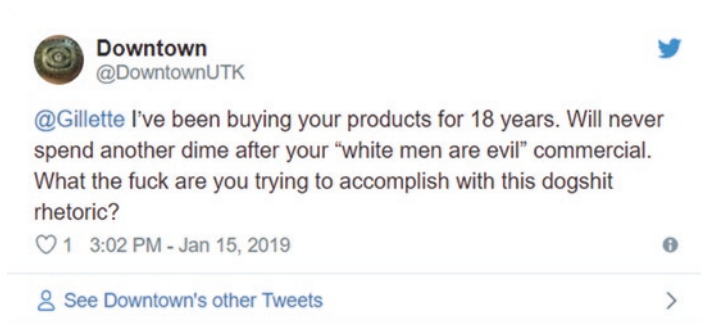 Downtown
@DowntownUTK
@Gillette I’ve been buying your products for 18 years. Will never
spend another dime after your “white men are evil” commercial.
What the fuck are you trying to accomplish with this dogshit
rhetoric?
1 3:02 PM - Jan 15, 2019
See Downtown's other Tweets